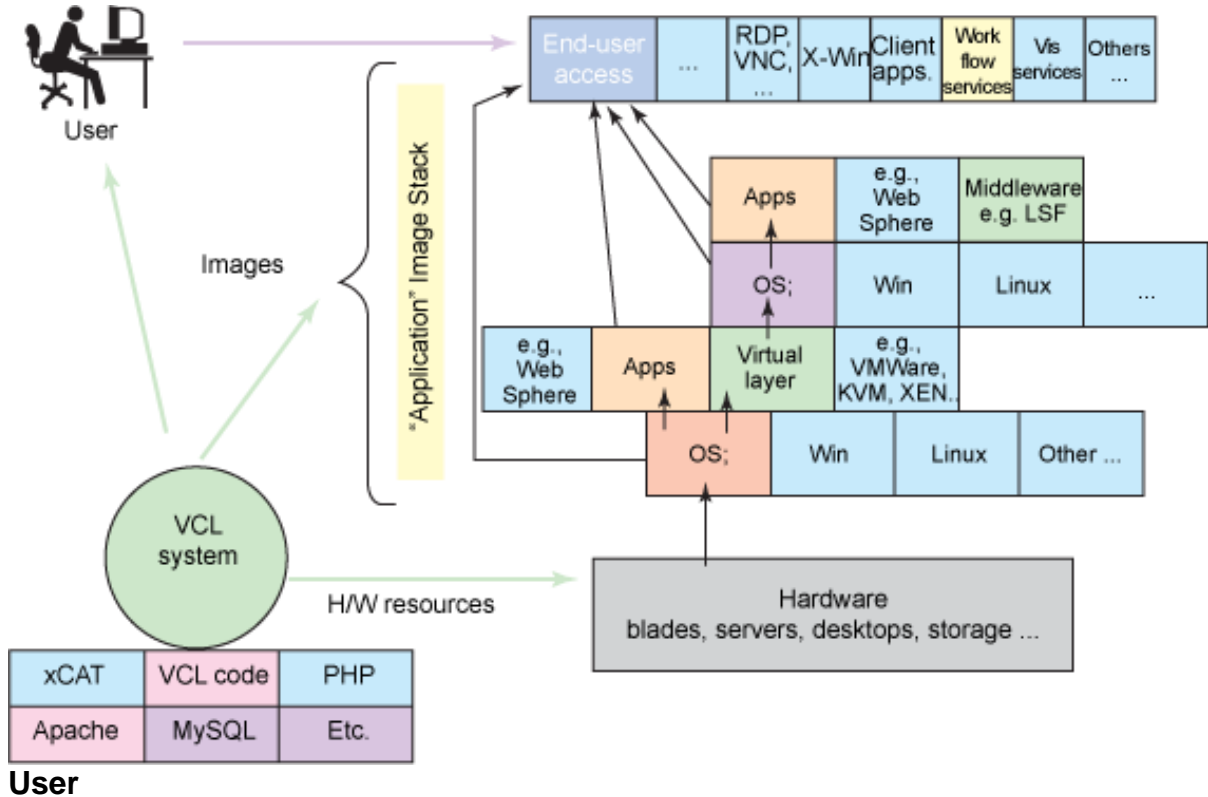 End-user
access
...
RDP,
VNC,
...
X-Win
Client
apps.
Work
flow
services
Vis
services
Others
...
User
"Application" Image Stack
Images
Apps
e.g.,
Web
Sphere
Middleware
e.g. LSF
OS;
Win
Linux
...
e.g.,
Web
Sphere
Apps
Virtual
layer
e.g.,
VMWare,
KVM, XEN..
OS;
Win
Linux
Other ...
VCL
system
H/W resources
Hardware
blades, servers, desktops, storage ...
xCAT
VCL code
PHP
Apache
MySQL
Etc.
User